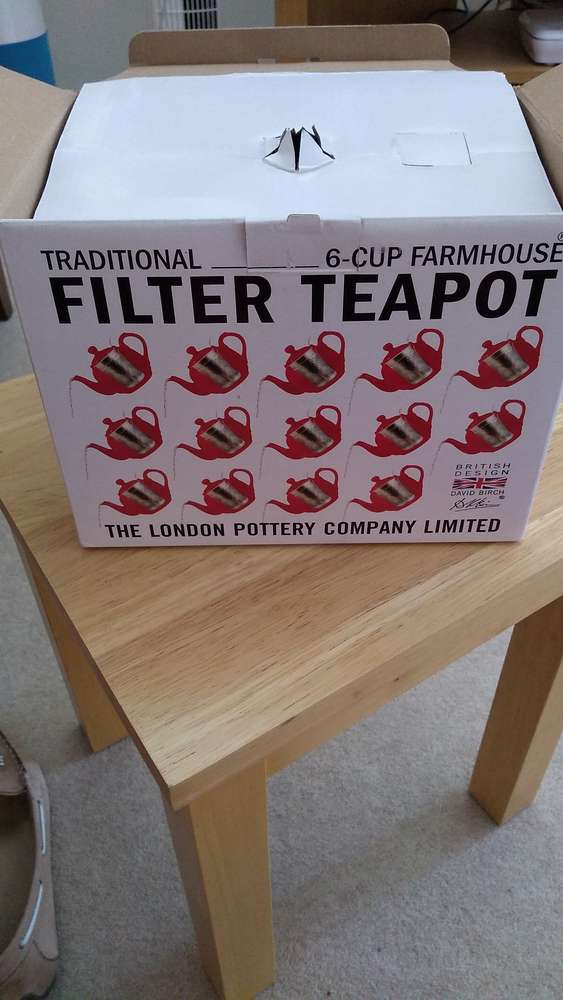 TRADITIONAL 6-CUP FARMHOUSE®
FILTER TEAPOT
BRITISH
DESIGN
DAVID BIRCH
THE LONDON POTTERY COMPANY LIMITED